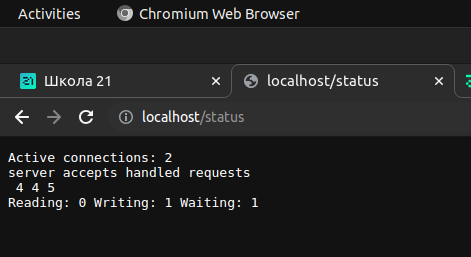 Activities Chromium Web Browser
21 Школа 21 localhost/status
localhost/status
Active connections: 2
server accepts handled requests
4 4 5
Reading: 0 Writing: 1 Waiting: 1